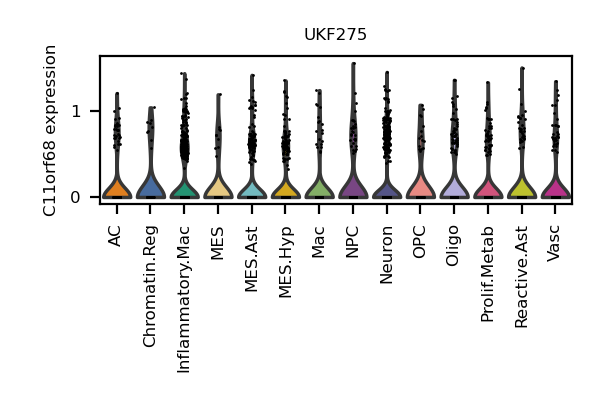 UKF275
C11orf68 expression
1
0
AC
Chromatin.Reg
Inflammatory.Mac
MES
MES.Ast
MES.Hyp
Mac
NPC
Neuron
OPC
Oligo
Prolif.Metab
Reactive.Ast
Vasc